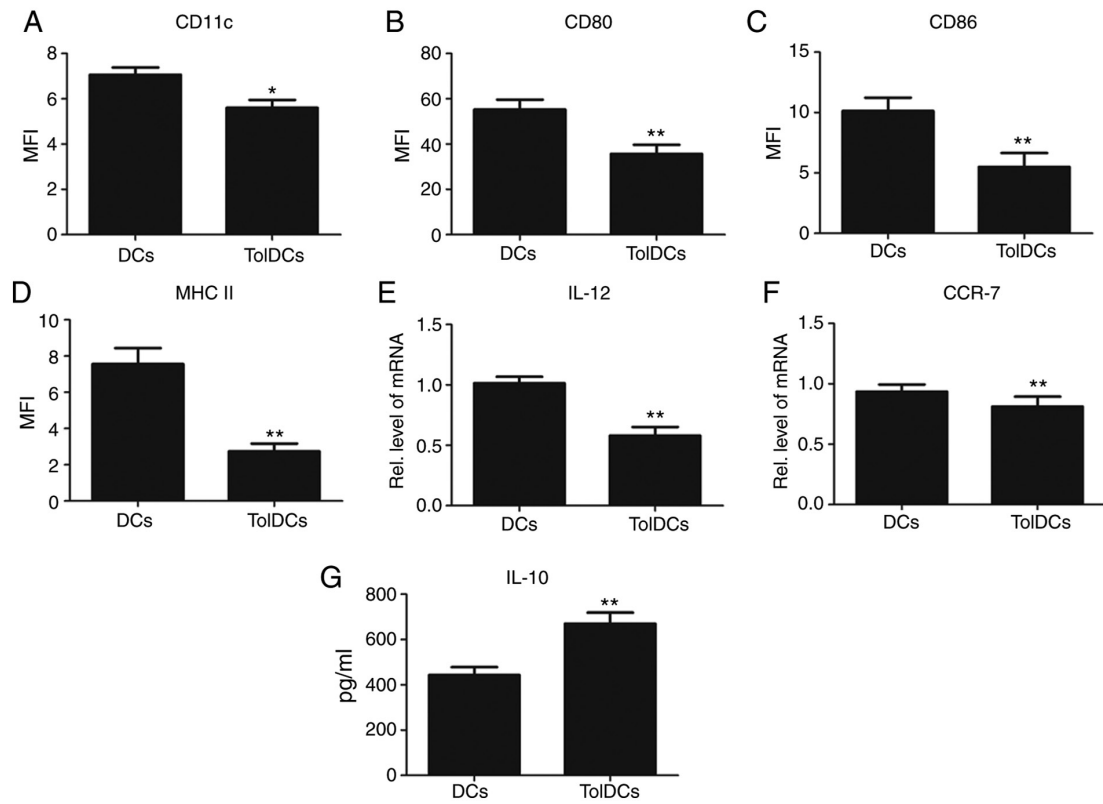 A CD11c
MFI
8
6
4
2
0
*
DCs TolDCs
B CD80
MFI
80
60
40
20
0
**
DCs TolDCs
C CD86
MFI
15
10
5
0
**
DCs TolDCs
D MHC II
MFI
10
8
6
4
2
0
**
DCs TolDCs
E IL-12
Rel. level of mRNA
1.5
1.0
0.5
0.0
**
DCs TolDCs
F CCR-7
Rel. level of mRNA
1.5
1.0
0.5
0.0
**
DCs TolDCs
G IL-10
pg/ml
800
600
400
200
0
**
DCs TolDCs